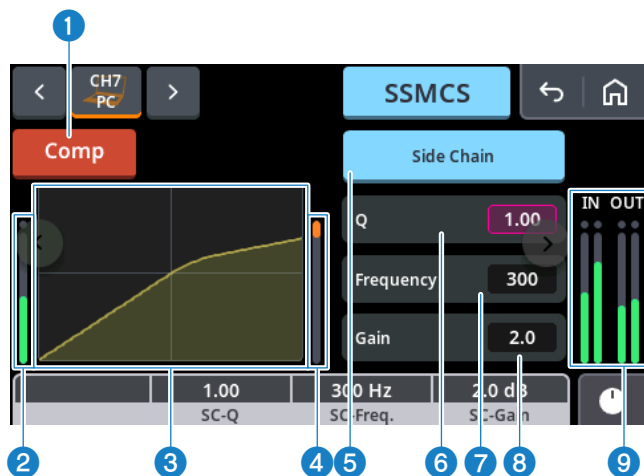 1
CH7
PC
SSMCS
Comp
Side Chain
IN OUT
Q 1.00
Frequency 300
Gain 2.0
1.00 300 Hz 2.0 dB
SC-Q SC-Freq. SC-Gain
2 3 4 5 6 7 8 9